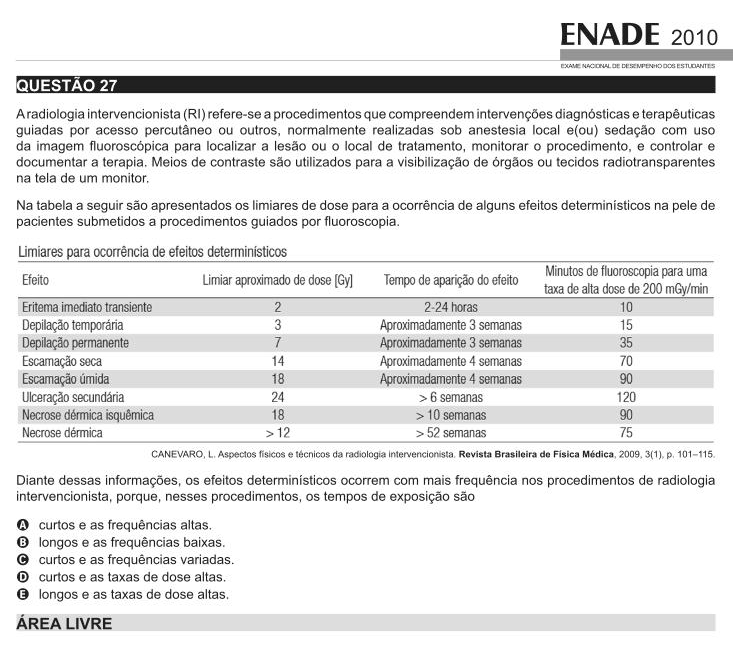 ENADE 2010
EXAME NACIONAL DE DESEMPENHO DOS ESTUDANTES
QUESTÃO 27
A radiologia intervencionista (RI) refere-se a procedimentos que compreendem intervenções diagnósticas e terapêuticas
guiadas por acesso percutâneo ou outros, normalmente realizadas sob anestesia local e(ou) sedação com uso
da imagem fluoroscópica para localizar a lesão ou o local de tratamento, monitorar o procedimento, e controlar e
documentar a terapia. Meios de contraste são utilizados para a visibilização de órgãos ou tecidos radiotransparentes
na tela de um monitor.
Na tabela a seguir são apresentados os limiares de dose para a ocorrência de alguns efeitos determinísticos na pele de
pacientes submetidos a procedimentos guiados por fluoroscopia.
Limiares para ocorrência de efeitos determinísticos
Efeito Limiar aproximado de dose [Gy] Tempo de aparição do efeito Minutos de fluoroscopia para uma
taxa de alta dose de 200 mGy/min
Eritema imediato transiente 2 2-24 horas 10
Depilação temporária 3 Aproximadamente 3 semanas 15
Depilação permanente 7 Aproximadamente 3 semanas 35
Escamação seca 14 Aproximadamente 4 semanas 70
Escamação úmida 18 Aproximadamente 4 semanas 90
Ulceração secundária 24 > 6 semanas 120
Necrose dérmica isquêmica 18 > 10 semanas 90
Necrose dérmica > 12 > 52 semanas 75
CANEVARO, L. Aspectos físicos e técnicos da radiologia intervencionista. Revista Brasileira de Física Médica, 2009, 3(1), p. 101–115.
Diante dessas informações, os efeitos determinísticos ocorrem com mais frequência nos procedimentos de radiologia
intervencionista, porque, nesses procedimentos, os tempos de exposição são
A curtos e as frequências altas.
B longos e as frequências baixas.
C curtos e as frequências variadas.
D curtos e as taxas de dose altas.
E longos e as taxas de dose altas.
ÁREA LIVRE